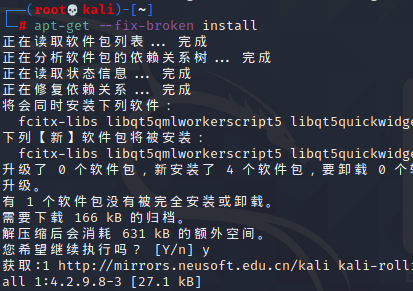 ┌──(root💀kali)-[~]
└─# apt-get --fix-broken install
正在读取软件包列表... 完成
正在分析软件包的依赖关系树... 完成
正在读取状态信息... 完成
正在修复依赖关系... 完成
将会同时安装下列软件：
  fcitx-libs libqt5qmlworkerscript5 libqt5quickwidge
下列【新】软件包将被安装：
  fcitx-libs libqt5qmlworkerscript5 libqt5quickwidge
升级了 0 个软件包，新安装了 4 个软件包，要卸载 0 个软
升级。
有 1 个软件包没有被完全安装或卸载。
需要下载 166 kB 的归档。
解压缩后会消耗 631 kB 的额外空间。
您希望继续执行吗？ [Y/n] y
获取:1 http://mirrors.neusoft.edu.cn/kali kali-rolli
all 1:4.2.9.8-3 [27.1 kB]